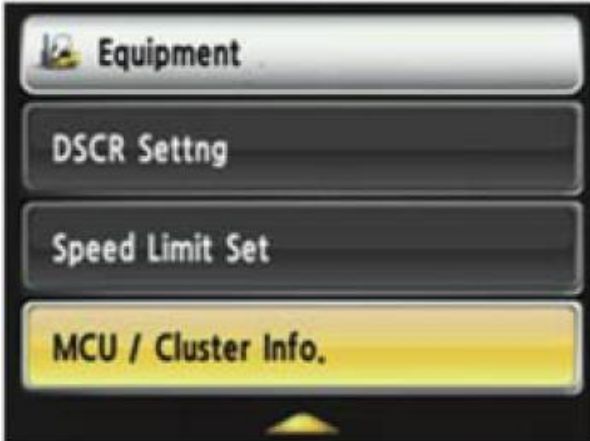 Equipment
DSCR Settng
Speed Limit Set
MCU / Cluster Info.